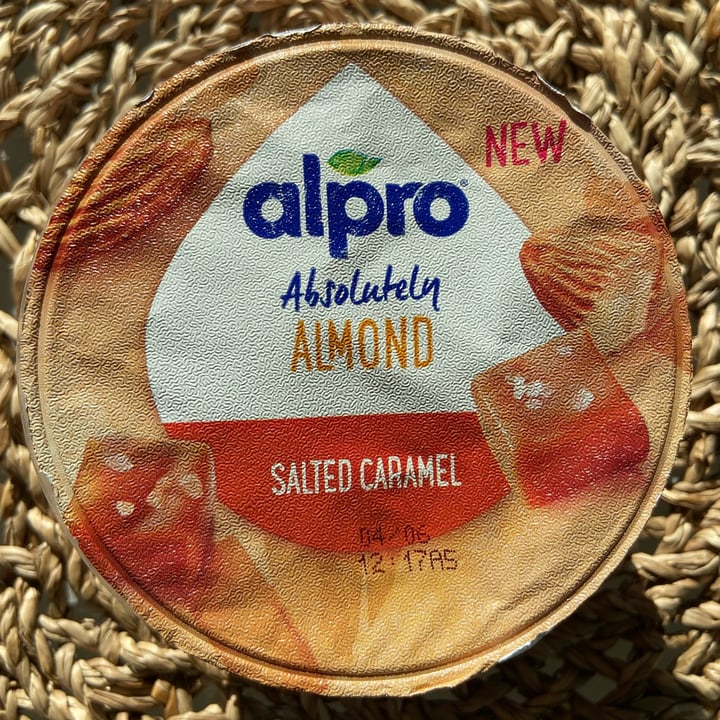 NEW
alpro®
Absolutely
ALMOND
SALTED CARAMEL
04/06
12:17A5